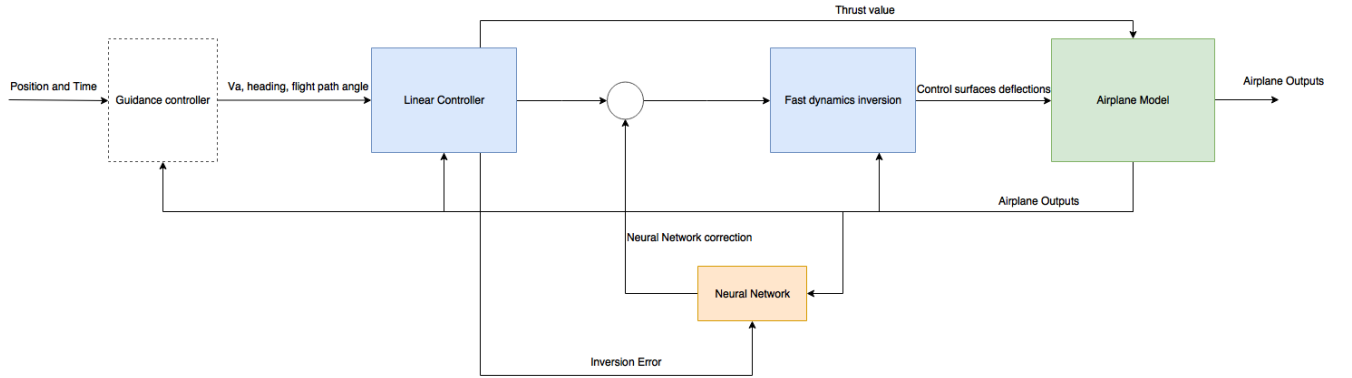 Thrust value
Position and Time
Guidance controller
Va, heading, flight path angle
Linear Controller
Fast dynamics inversion
Control surfaces deflections
Airplane Model
Airplane Outputs
Airplane Outputs
Neural Network correction
Neural Network
Inversion Error